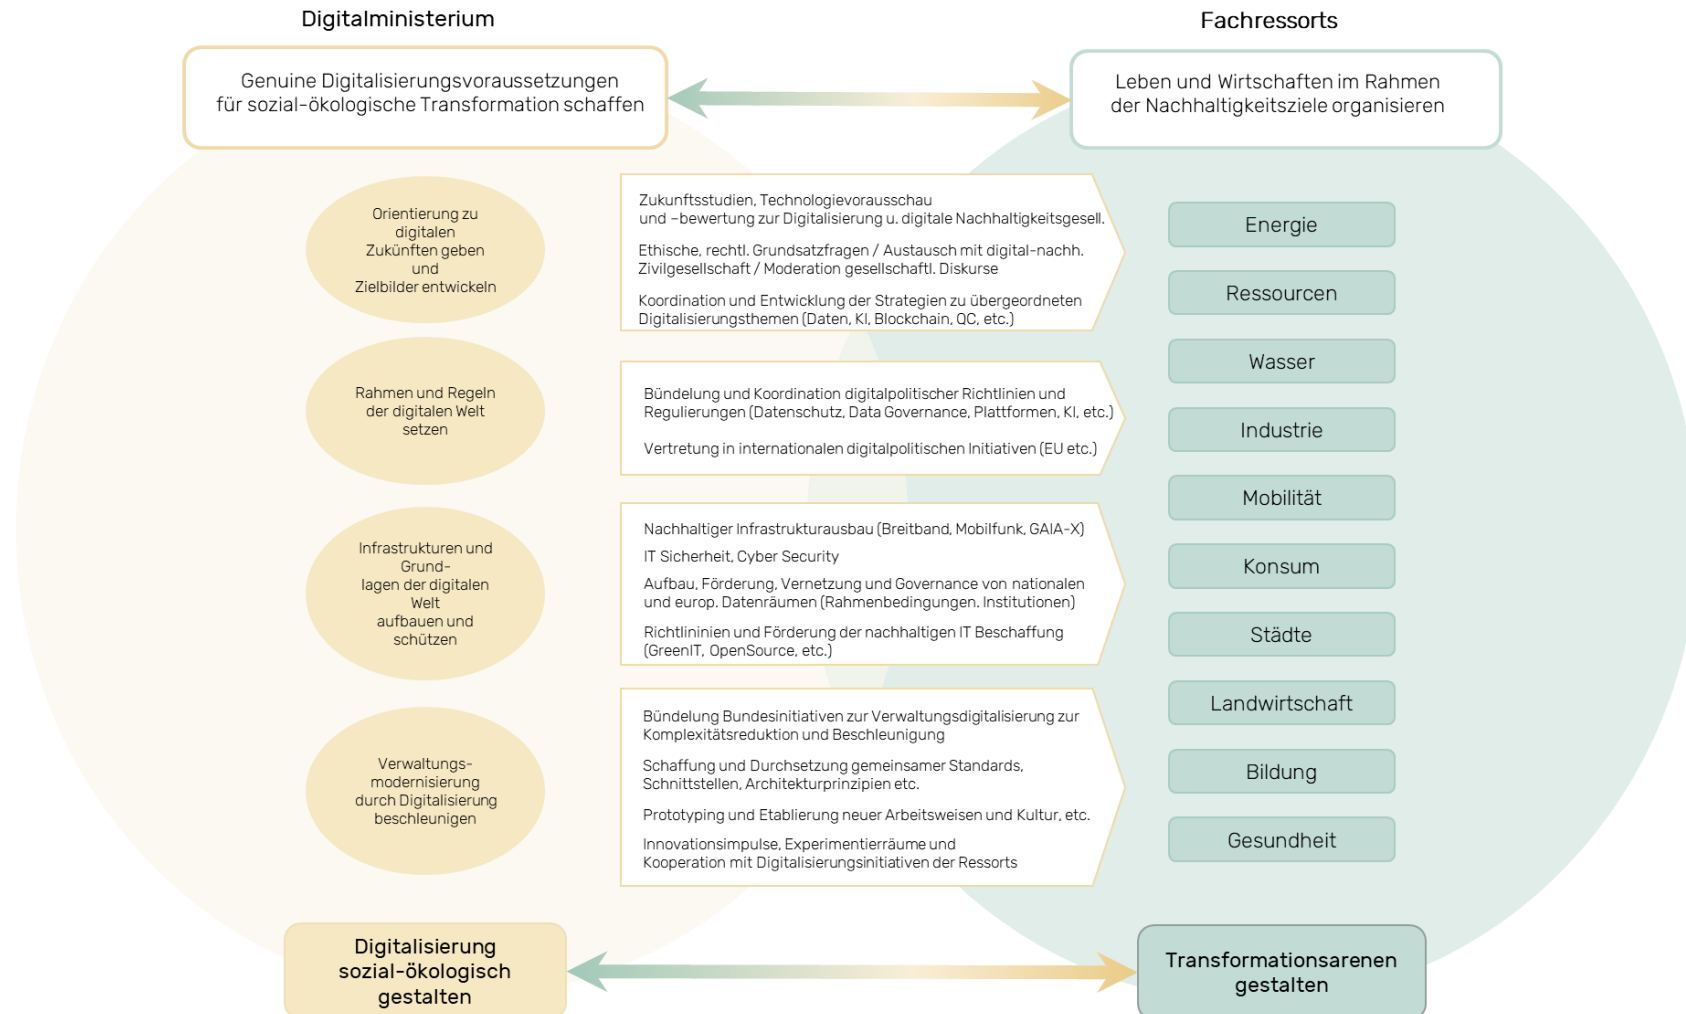 Digitalministerium
Fachressorts
Genuine Digitalisierungsvoraussetzungen
für sozial-ökologische Transformation schaffen
Leben und Wirtschaften im Rahmen
der Nachhaltigkeitsziele organisieren
Orientierung zu
digitalen
Zukünften geben
und
Zielbilder entwickeln
Zukunftsstudien, Technologievorausschau
und –bewertung zur Digitalisierung u. digitale Nachhaltigkeitsgesell.
Ethische, rechtl. Grundsatzfragen / Austausch mit digital-nachh.
Zivilgesellschaft / Moderation gesellschaftl. Diskurse
Koordination und Entwicklung der Strategien zu übergeordneten
Digitalisierungsthemen (Daten, KI, Blockchain, QC, etc.)
Rahmen und Regeln
der digitalen Welt
setzen
Bündelung und Koordination digitalpolitischer Richtlinien und
Regulierungen (Datenschutz, Data Governance, Plattformen, KI, etc.)
Vertretung in internationalen digitalpolitischen Initiativen (EU etc.)
Infrastrukturen und
Grund-
lagen der digitalen
Welt
aufbauen und
schützen
Nachhaltiger Infrastrukturausbau (Breitband, Mobilfunk, GAIA-X)
IT Sicherheit, Cyber Security
Aufbau, Förderung, Vernetzung und Governance von nationalen
und europ. Datenräumen (Rahmenbedingungen. Institutionen)
Richtlininien und Förderung der nachhaltigen IT Beschaffung
(GreenIT, OpenSource, etc.)
Verwaltungs-
modernisierung
durch Digitalisierung
beschleunigen
Bündelung Bundesinitiativen zur Verwaltungsdigitalisierung zur
Komplexitätsreduktion und Beschleunigung
Schaffung und Durchsetzung gemeinsamer Standards,
Schnittstellen, Architekturprinzipien etc.
Prototyping und Etablierung neuer Arbeitsweisen und Kultur, etc.
Innovationsimpulse, Experimentierräume und
Kooperation mit Digitalisierungsinitiativen der Ressorts
Energie
Ressourcen
Wasser
Industrie
Mobilität
Konsum
Städte
Landwirtschaft
Bildung
Gesundheit
Digitalisierung
sozial-ökologisch
gestalten
Transformationsarenen
gestalten